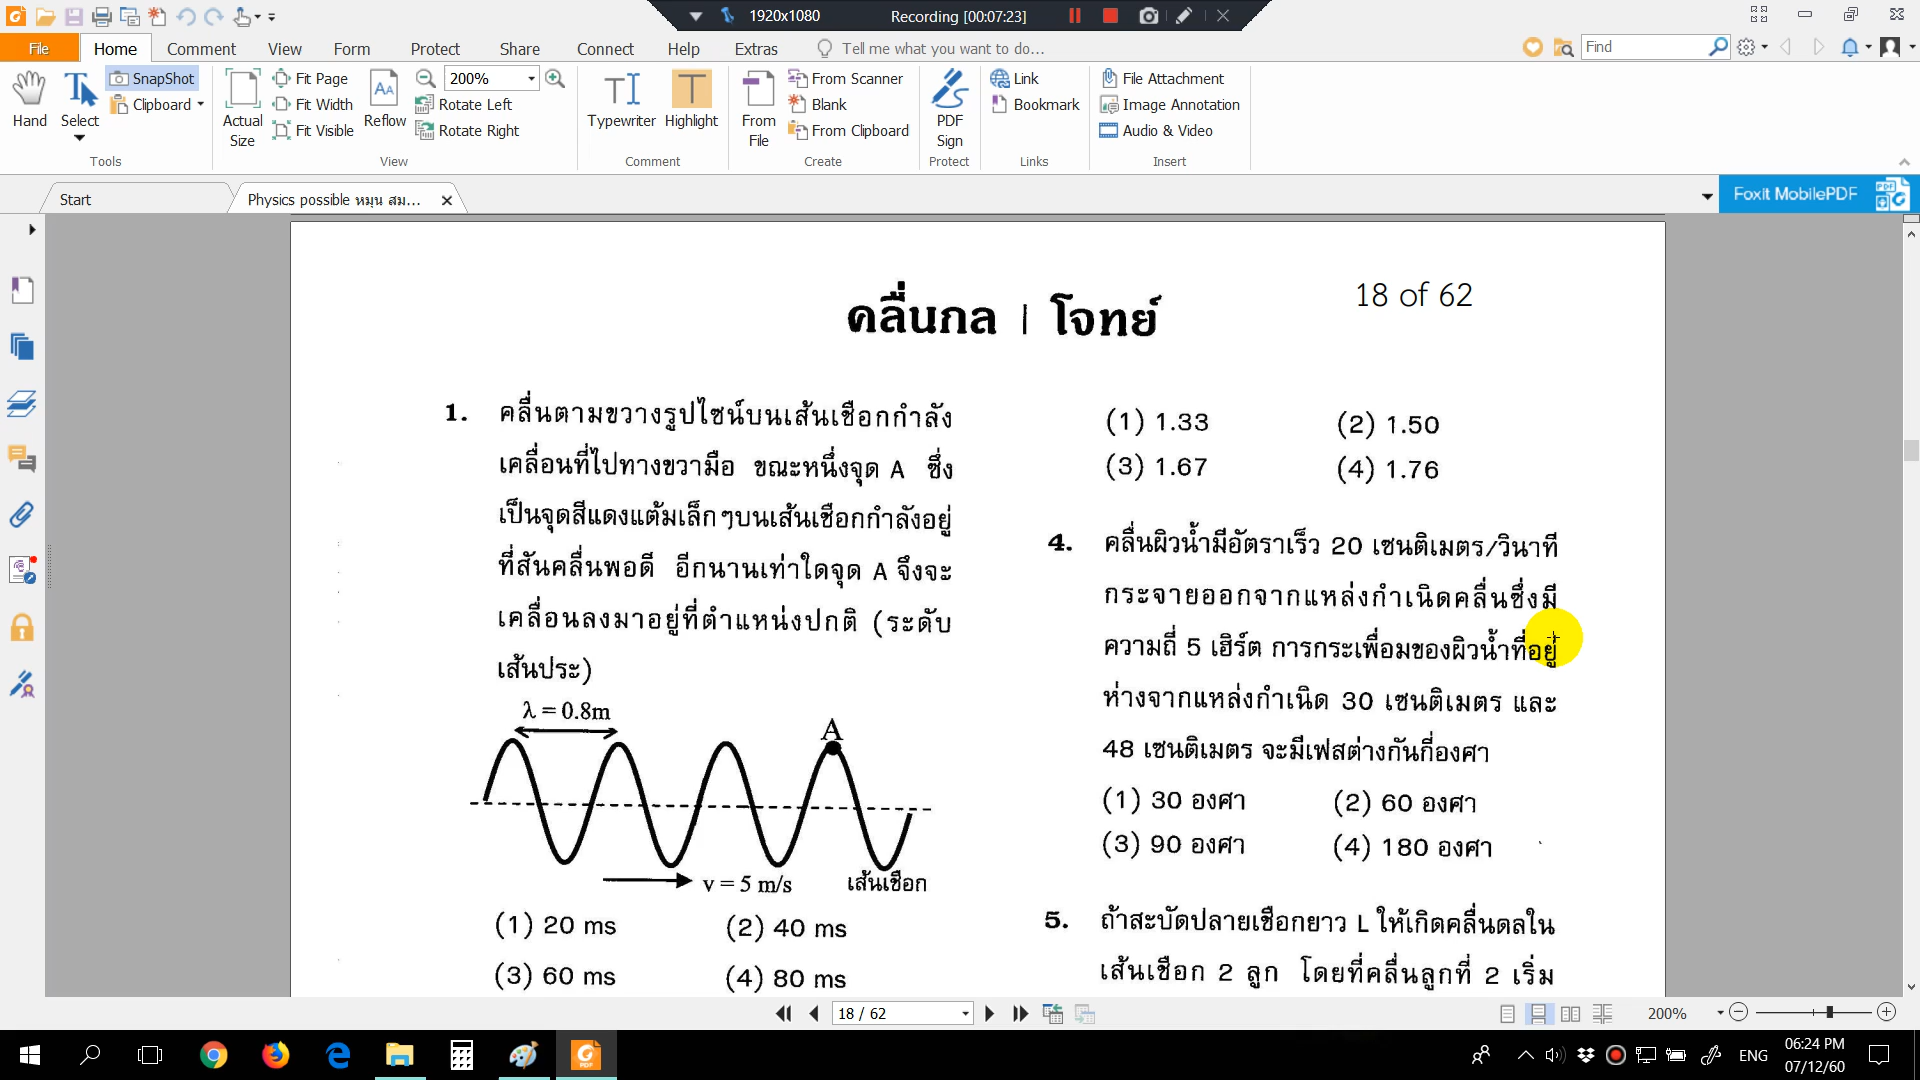 1920x1080
Recording [00:07:23]
File
Home
Comment
View
Form
Protect
Share
Connect
Help
Extras
Tell me what you want to do...
Find
Hand
Select
SnapShot
Clipboard
Tools
Actual Size
Fit Page
Fit Width
Fit Visible
Reflow
200%
Rotate Left
Rotate Right
View
Typewriter
Highlight
Comment
From File
From Scanner
Blank
From Clipboard
Create
PDF Sign
Protect
Link
Bookmark
Links
File Attachment
Image Annotation
Audio & Video
Insert
Start
Physics possible หมุน สม...
Foxit MobilePDF
18 of 62
คลื่นกล | โจทย์
1. คลื่นตามขวางรูปไซน์บนเส้นเชือกกำลัง
เคลื่อนที่ไปทางขวามือ ขณะหนึ่งจุด A ซึ่ง
เป็นจุดสีแดงแต้มเล็กๆบนเส้นเชือกกำลังอยู่
ที่สันคลื่นพอดี อีกนานเท่าใดจุด A จึงจะ
เคลื่อนลงมาอยู่ที่ตำแหน่งปกติ (ระดับ
เส้นประ)
λ = 0.8m
A
v = 5 m/s
เส้นเชือก
(1) 20 ms (2) 40 ms
(3) 60 ms (4) 80 ms
(1) 1.33 (2) 1.50
(3) 1.67 (4) 1.76
4. คลื่นผิวน้ำมีอัตราเร็ว 20 เซนติเมตร/วินาที
กระจายออกจากแหล่งกำเนิดคลื่นซึ่งมี
ความถี่ 5 เฮิร์ต การกระเพื่อมของผิวน้ำที่อยู่
ห่างจากแหล่งกำเนิด 30 เซนติเมตร และ
48 เซนติเมตร จะมีเฟสต่างกันกี่องศา
(1) 30 องศา (2) 60 องศา
(3) 90 องศา (4) 180 องศา
5. ถ้าสะบัดปลายเชือกยาว L ให้เกิดคลื่นดลใน
เส้นเชือก 2 ลูก โดยที่คลื่นลูกที่ 2 เริ่ม
18 / 62
200%
ENG
06:24 PM
07/12/60